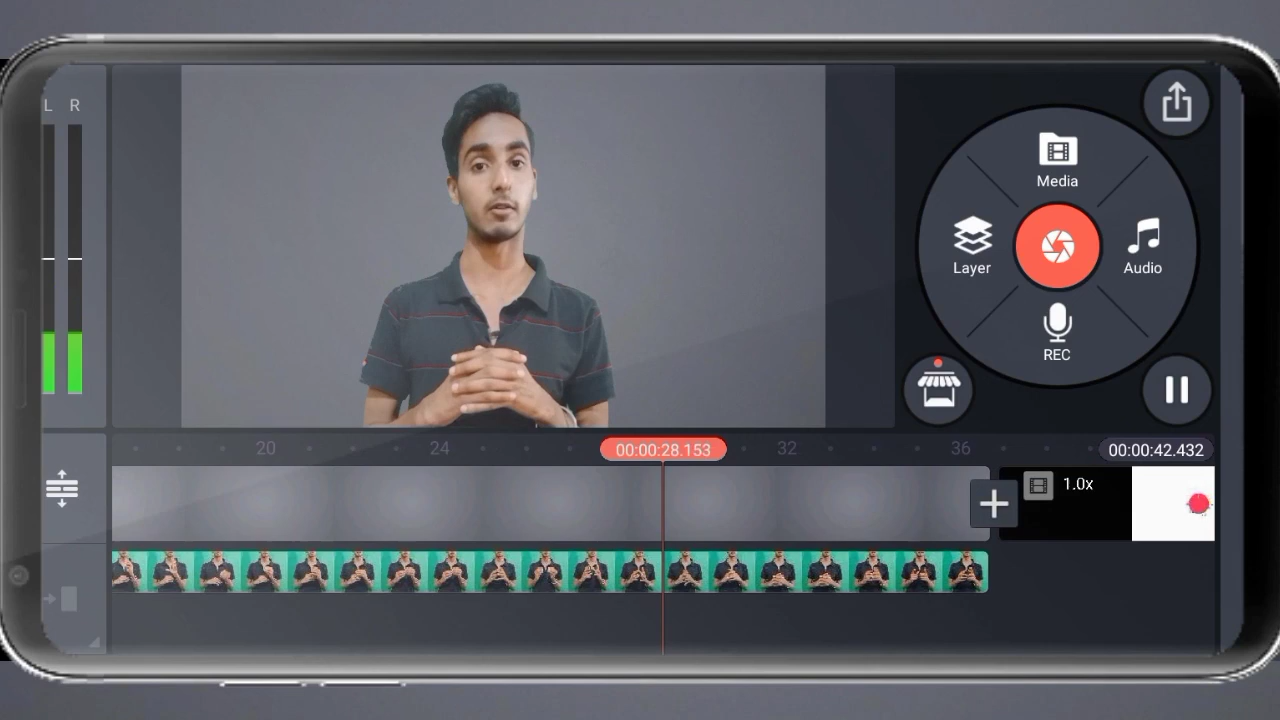 L R
Media
Layer
Audio
REC
20 24 00:00:28.153 32 36 00:00:42.432
1.0x